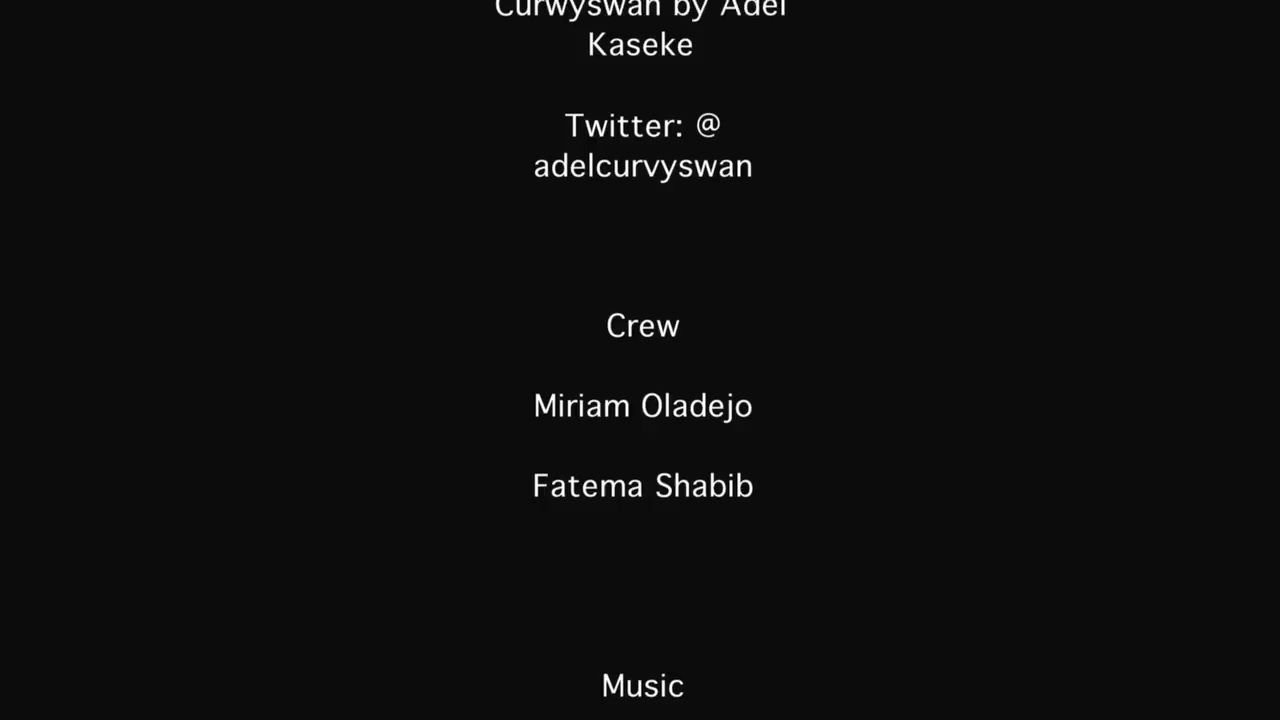 Curwyswan by Adel
Kaseke
Twitter: @
adelcurvyswan
Crew
Miriam Oladejo
Fatema Shabib
Music